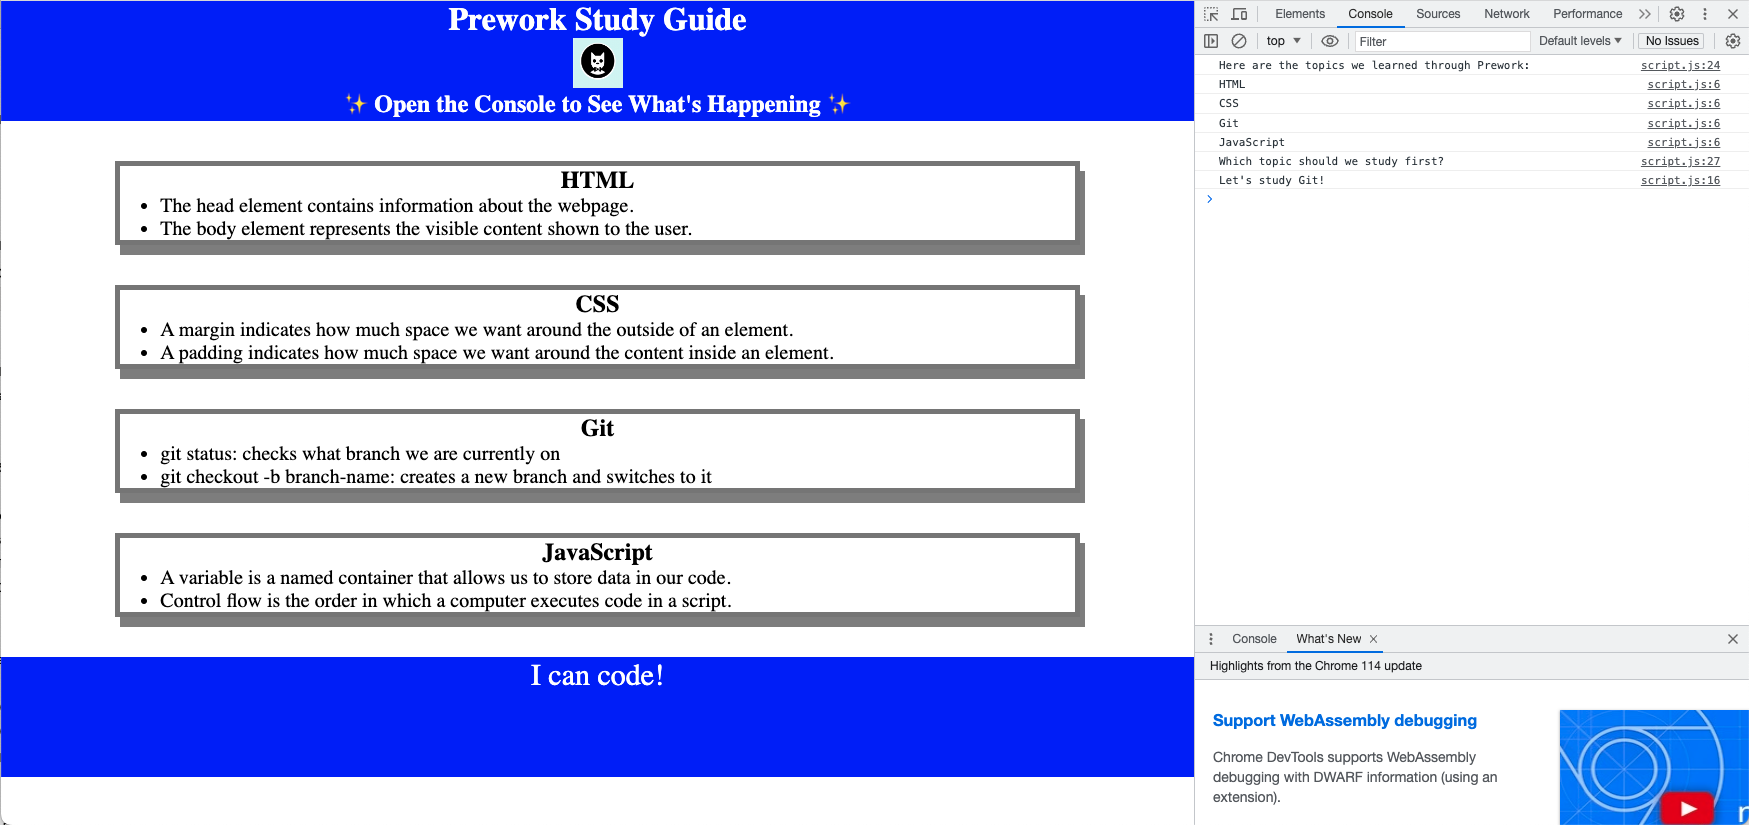 Prework Study Guide
✨ Open the Console to See What's Happening ✨
HTML
• The head element contains information about the webpage.
• The body element represents the visible content shown to the user.
CSS
• A margin indicates how much space we want around the outside of an element.
• A padding indicates how much space we want around the content inside an element.
Git
• git status: checks what branch we are currently on
• git checkout -b branch-name: creates a new branch and switches to it
JavaScript
• A variable is a named container that allows us to store data in our code.
• Control flow is the order in which a computer executes code in a script.
I can code!
Elements Console Sources Network Performance
top Filter Default levels No Issues
Here are the topics we learned through Prework: script.js:24
HTML script.js:6
CSS script.js:6
Git script.js:6
JavaScript script.js:6
Which topic should we study first? script.js:27
Let's study Git! script.js:16
Console What's New
Highlights from the Chrome 114 update
Support WebAssembly debugging
Chrome DevTools supports WebAssembly
debugging with DWARF information (using an
extension).